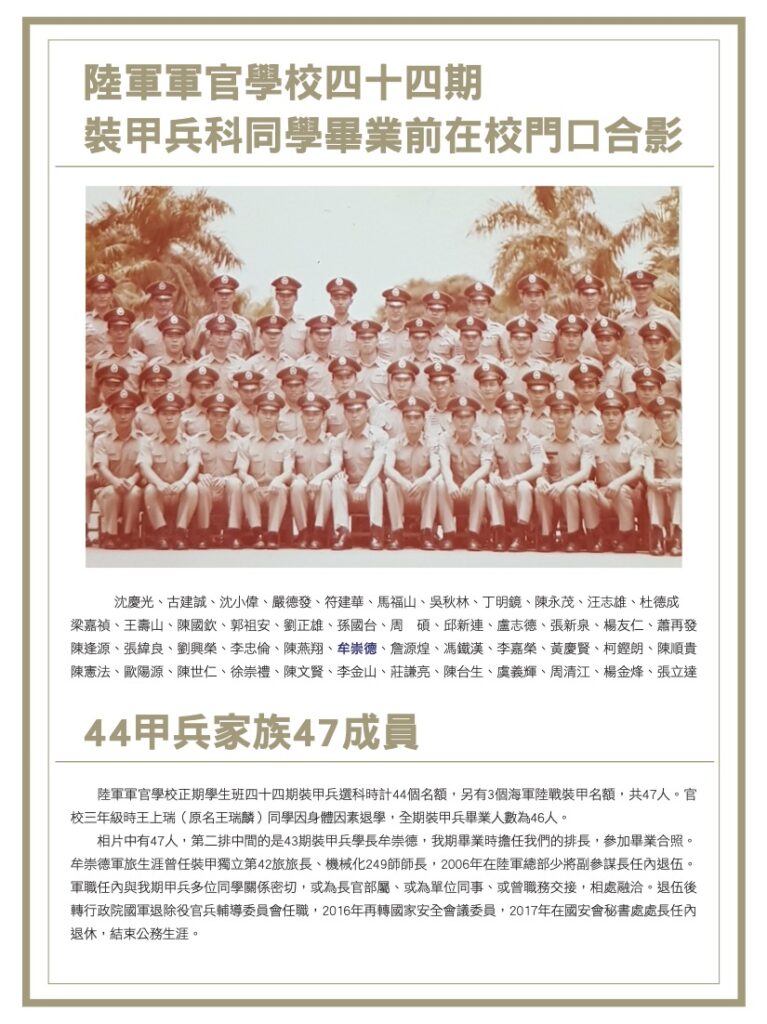 陸軍軍官學校四十四期
裝甲兵科同學畢業前在校門口合影
沈慶光、古建誠、沈小偉、嚴德發、符建華、馬福山、吳秋林、丁明鏡、陳永茂、汪志雄、杜德成
梁嘉禎、王壽山、陳國欽、郭祖安、劉正雄、孫國台、周　碩、邱新連、盧志德、張新泉、楊友仁、蕭再發
陳逢源、張緯良、劉興榮、李忠倫、陳燕翔、牟崇德、詹源煌、馮鐵漢、李嘉榮、黃慶賢、柯鏗朗、陳順貴
陳憲法、歐陽源、陳世仁、徐崇禮、陳文賢、李金山、莊謙亮、陳台生、虞義輝、周清江、楊金烽、張立達
44甲兵家族47成員
陸軍軍官學校正期學生班四十四期裝甲兵選科時計44個名額，另有3個海軍陸戰裝甲名額，共47人。官
校三年級時王上瑞（原名王瑞麟）同學因身體因素退學，全期裝甲兵畢業人數為46人。
相片中有47人，第二排中間的是43期裝甲兵學長牟崇德，我期畢業時擔任我們的排長，參加畢業合照。
牟崇德軍旅生涯曾任裝甲獨立第42旅旅長、機械化249師師長，2006年在陸軍總部少將副參謀長任內退伍。
軍職任內與我期甲兵多位同學關係密切，或為長官部屬、或為單位同事、或曾職務交接，相處融洽。退伍後
轉行政院國軍退除役官兵輔導委員會任職，2016年再轉國家安全會議委員，2017年在國安會秘書處處長任內
退休，結束公務生涯。